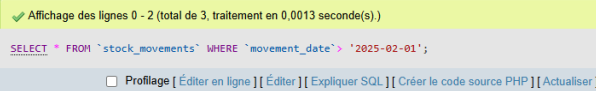 Affichage des lignes 0 - 2 (total de 3, traitement en 0,0013 seconde(s).)
SELECT * FROM `stock_movements` WHERE `movement_date`> '2025-02-01';
Profilage [ Éditer en ligne ] [ Éditer ] [ Expliquer SQL ] [ Créer le code source PHP ] [ Actualiser ]